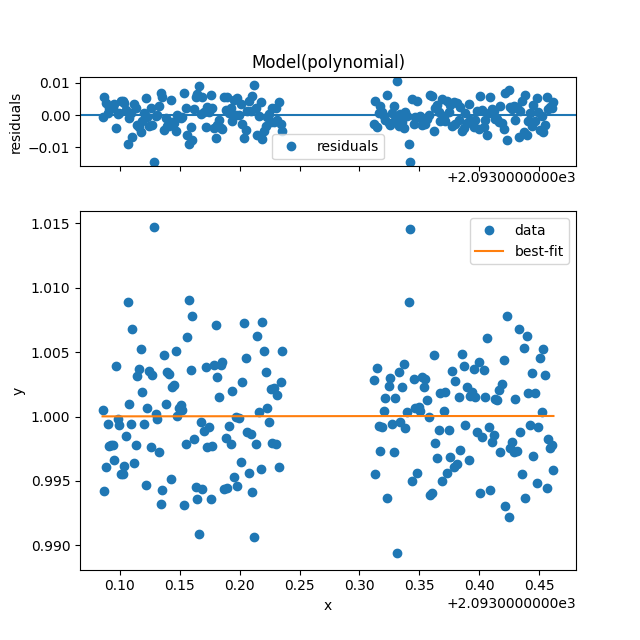 Model(polynomial)
0.01
0.00
−0.01
residuals
residuals
+2.0930000000e3
1.015
1.010
1.005
1.000
0.995
0.990
y
data
best-fit
0.10 0.15 0.20 0.25 0.30 0.35 0.40 0.45
x
+2.0930000000e3